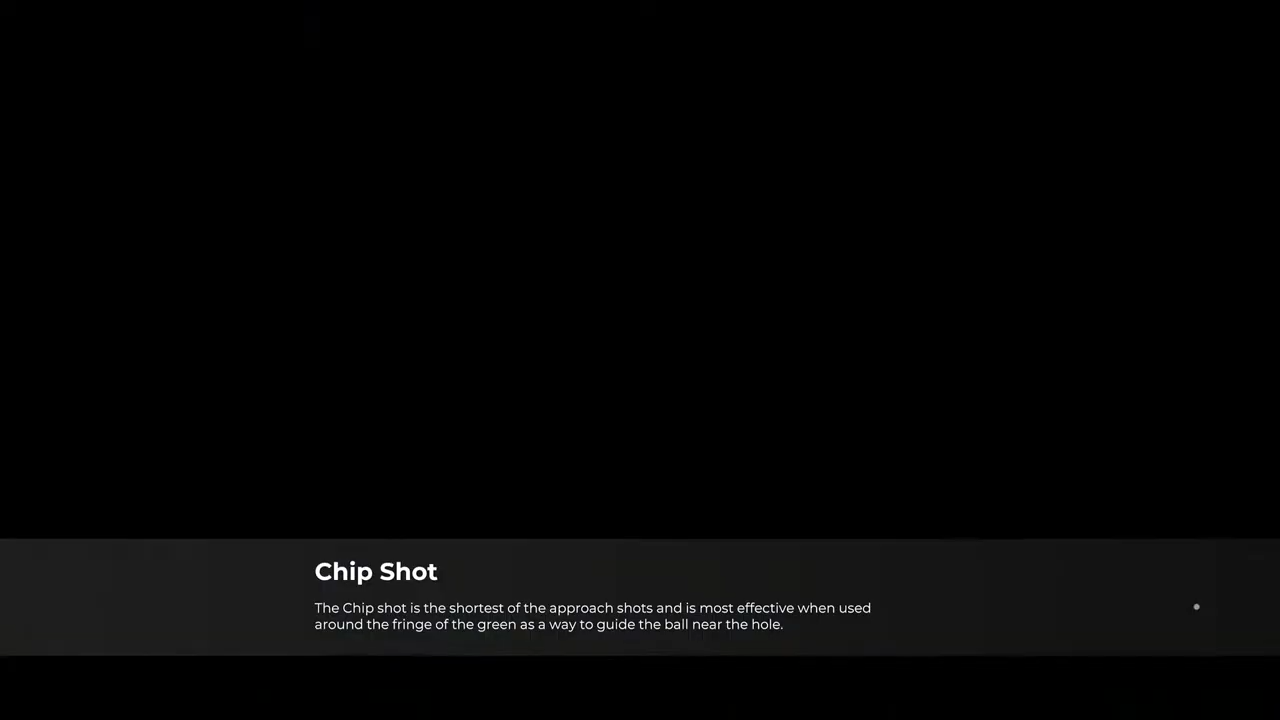 Chip Shot
The Chip shot is the shortest of the approach shots and is most effective when used
around the fringe of the green as a way to guide the ball near the hole.